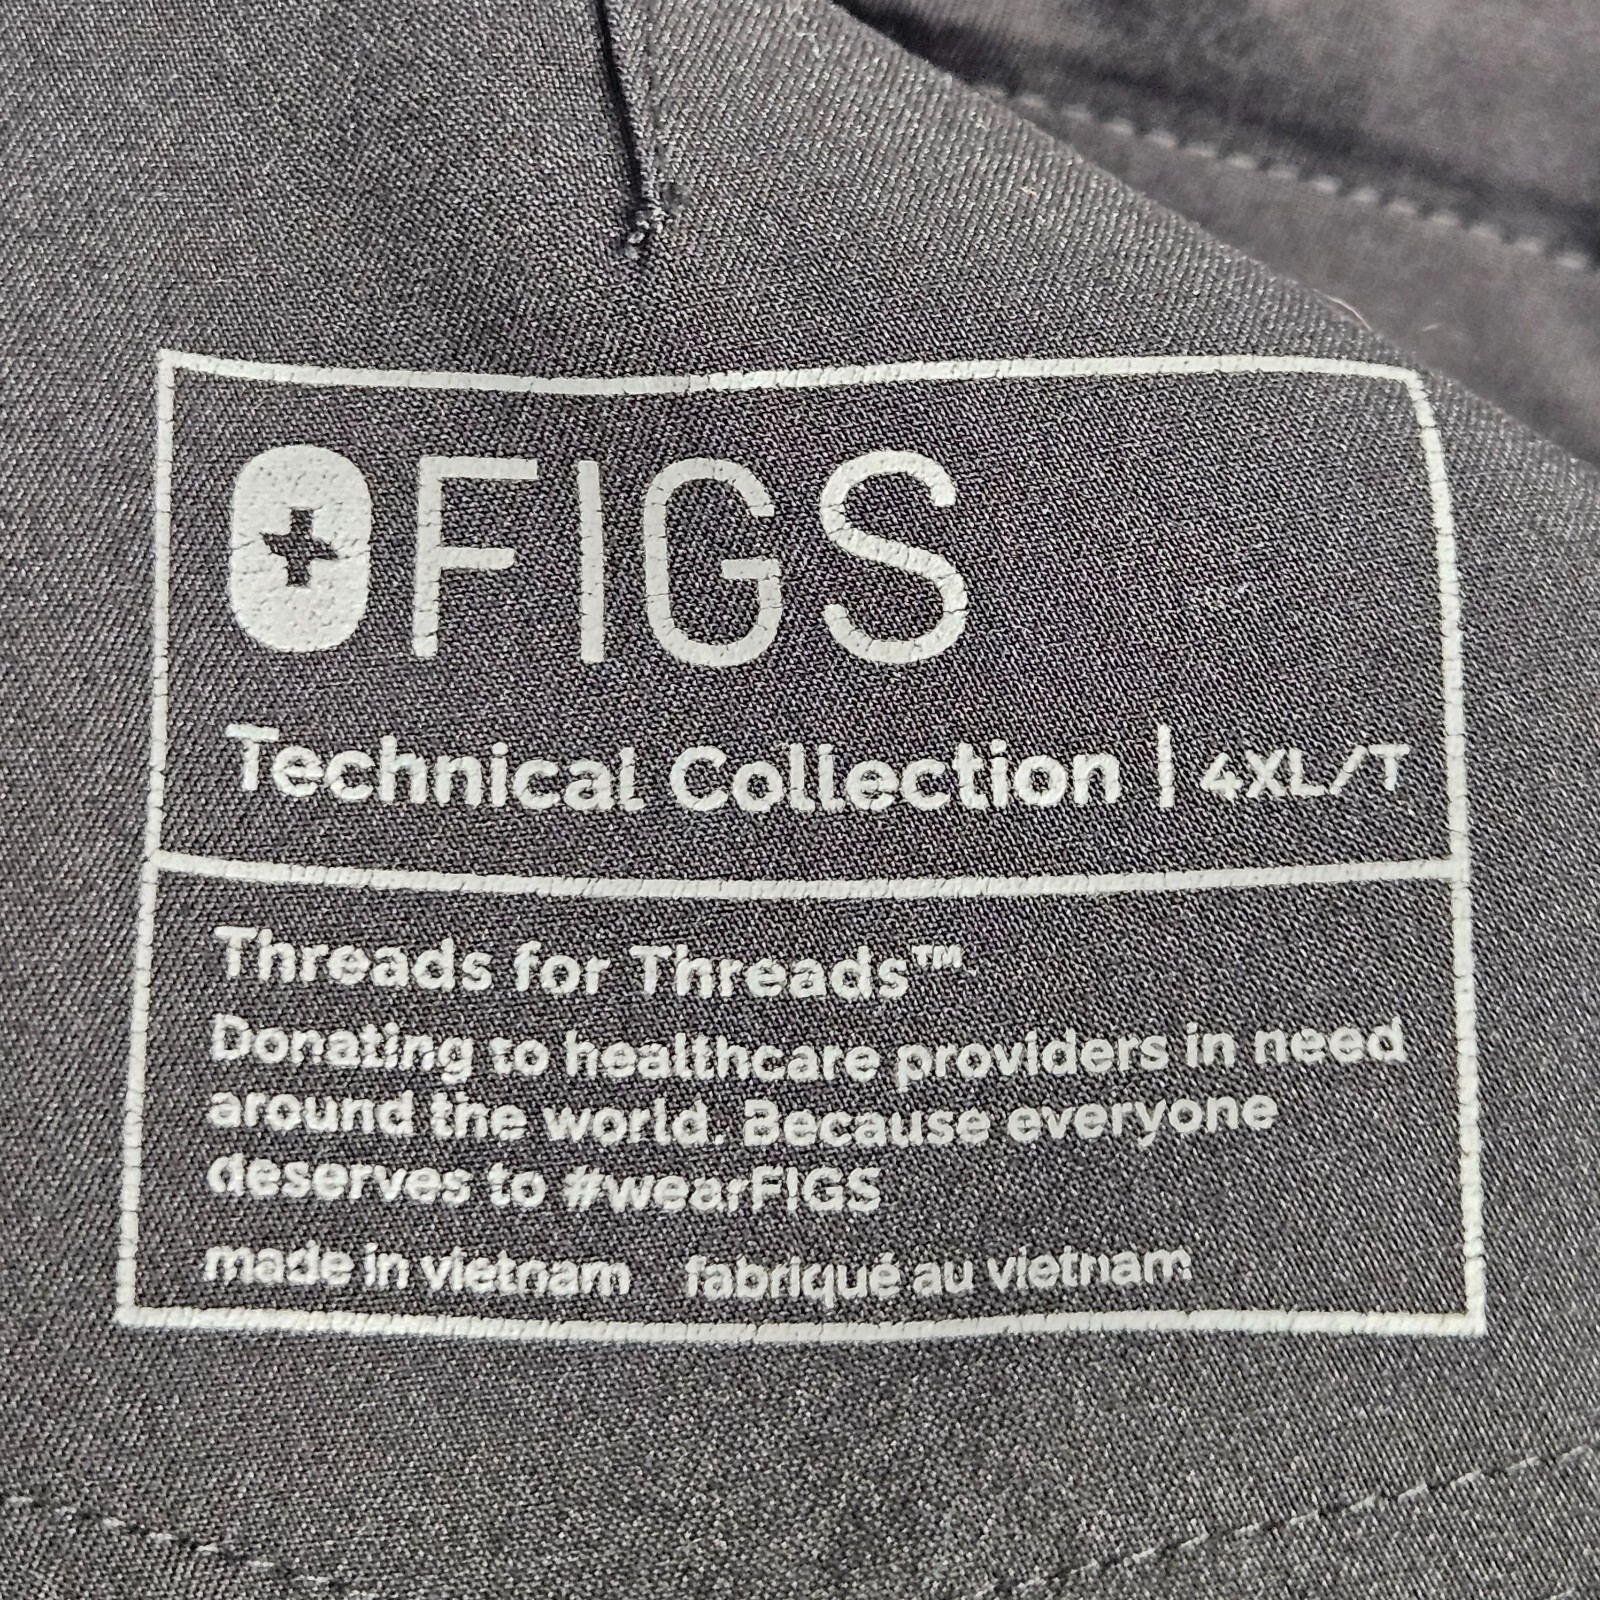 FIGS
Technical Collection | 4XL/T
Threads for Threads™
Donating to healthcare providers in need
around the world. Because everyone
deserves to #wearFIGS
made in vietnam fabriqué au vietnam